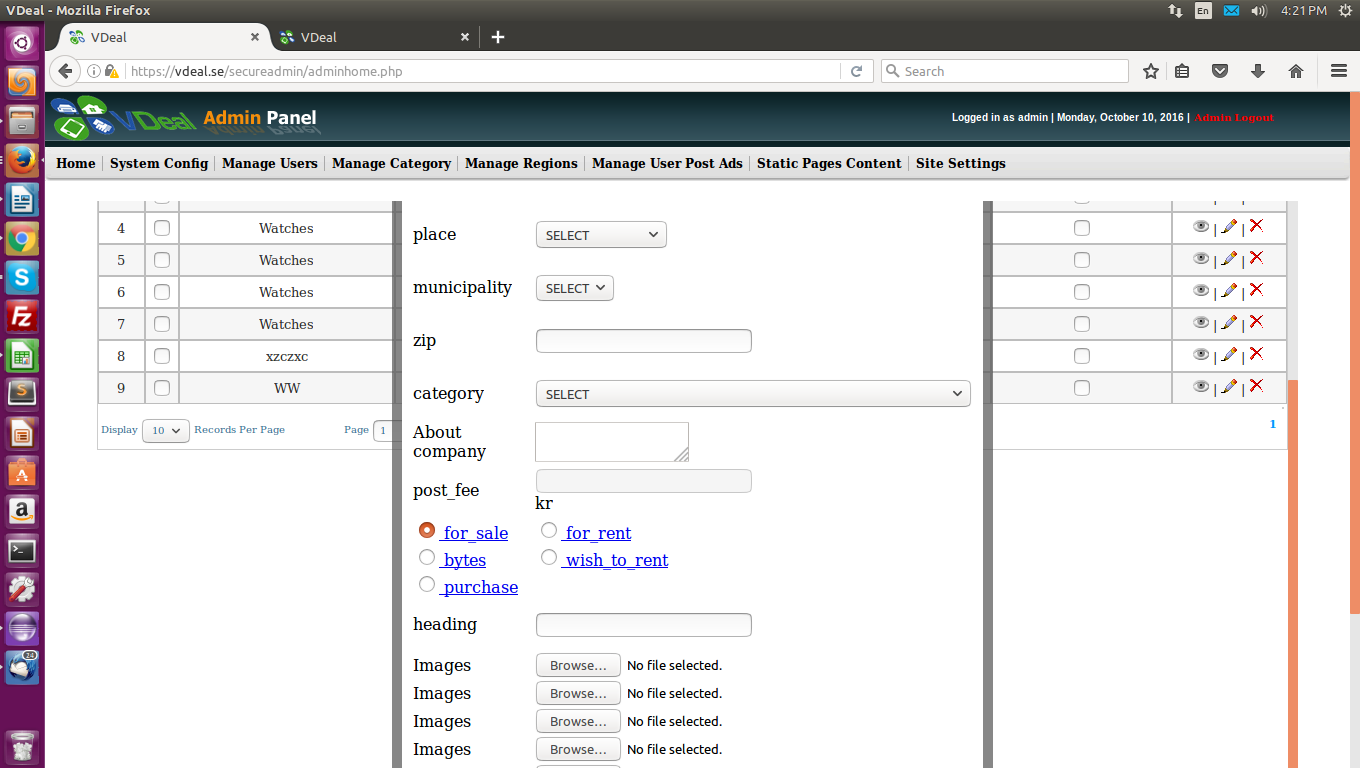 VDeal - Mozilla Firefox
En
4:21 PM
VDeal
VDeal
https://vdeal.se/secureadmin/adminhome.php
Search
VDeal Admin Panel
Logged in as admin | Monday, October 10, 2016 | Admin Logout
Home System Config Manage Users Manage Category Manage Regions Manage User Post Ads Static Pages Content Site Settings
4 Watches | |
5 Watches | |
6 Watches | |
7 Watches | |
8 xzczxc | |
9 WW | |
Display 10 Records Per Page Page 1
1
place SELECT
municipality SELECT
zip
category SELECT
About
company
post_fee
kr
for_sale for_rent
bytes wish_to_rent
purchase
heading
Images Browse... No file selected.
Images Browse... No file selected.
Images Browse... No file selected.
Images Browse... No file selected.